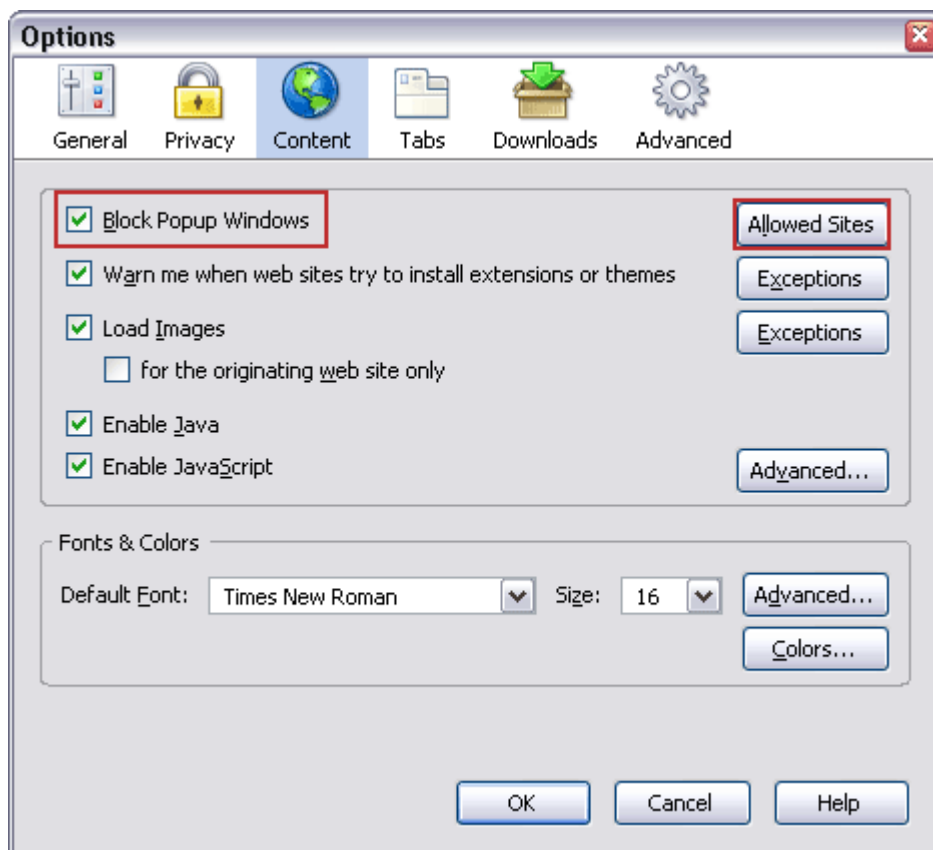 Options
General Privacy Content Tabs Downloads Advanced
Block Popup Windows Allowed Sites
Warn me when web sites try to install extensions or themes Exceptions
Load Images Exceptions
for the originating web site only
Enable Java
Enable JavaScript Advanced...
Fonts & Colors
Default Font: Times New Roman Size: 16 Advanced...
Colors...
OK Cancel Help